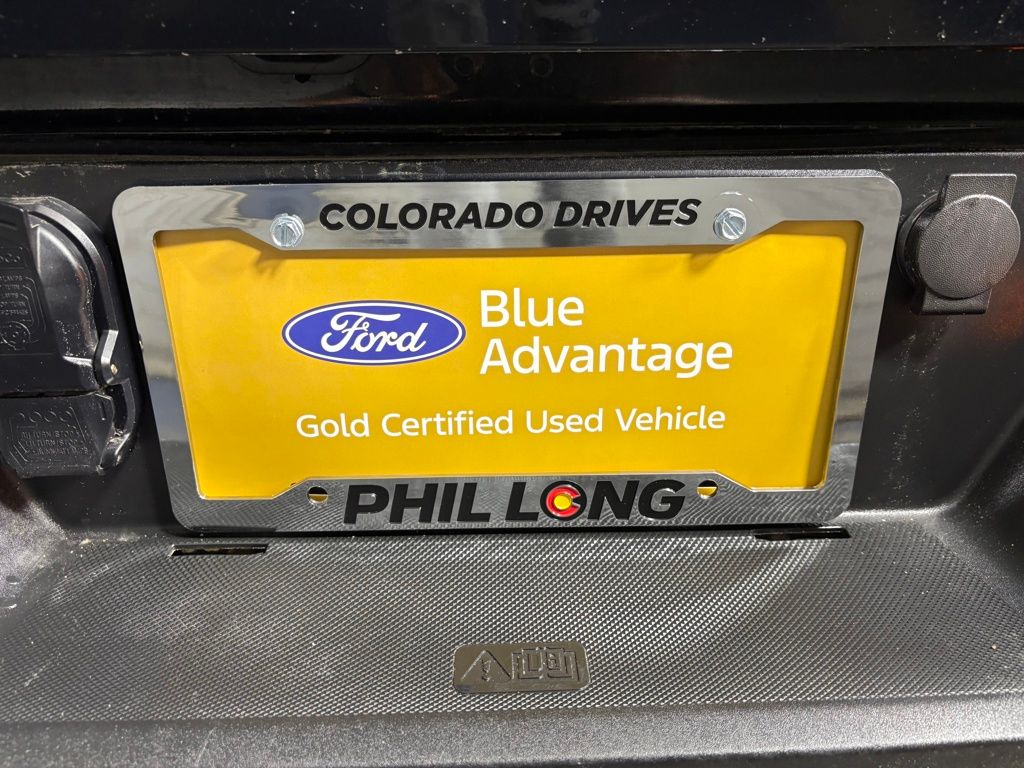 COLORADO DRIVES
Ford
Blue
Advantage
Gold Certified Used Vehicle
PHIL LONG